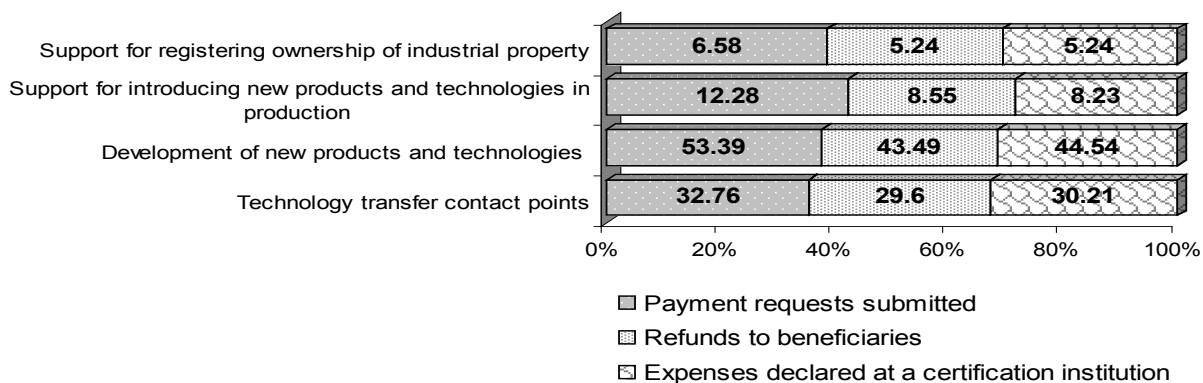 Support for registering ownership of industrial property
6.58 5.24 5.24
Support for introducing new products and technologies in
production
12.28 8.55 8.23
Development of new products and technologies
53.39 43.49 44.54
Technology transfer contact points
32.76 29.6 30.21
0% 20% 40% 60% 80% 100%
Payment requests submitted
Refunds to beneficiaries
Expenses declared at a certification institution